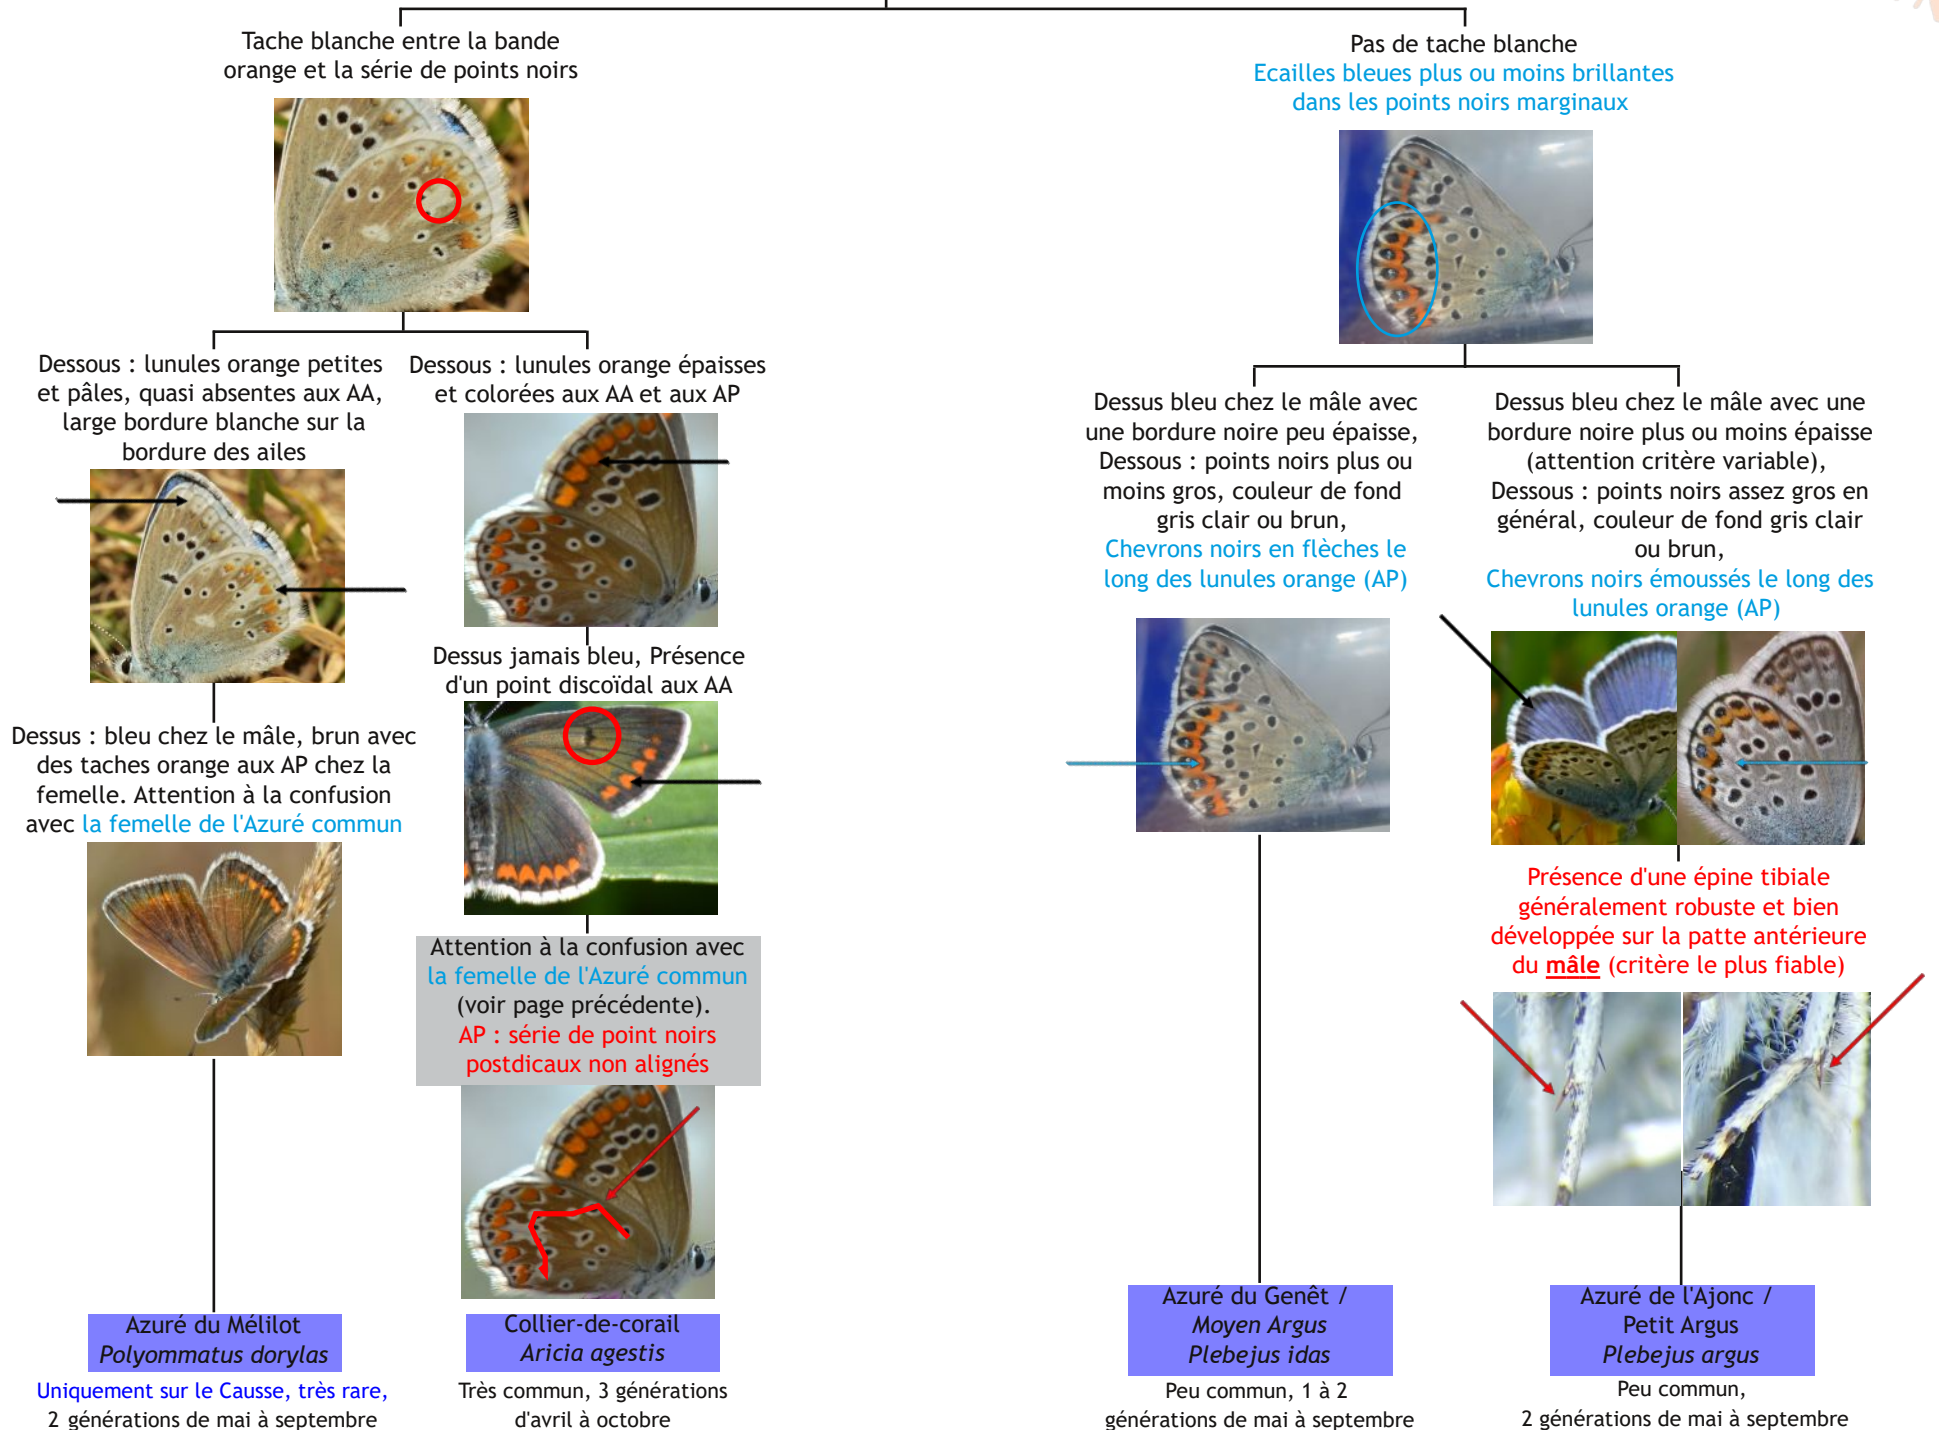 Tache blanche entre la bande
orange et la série de points noirs
Pas de tache blanche
Ecailles bleues plus ou moins brillantes
dans les points noirs marginaux
Dessous : lunules orange petites
et pâles, quasi absentes aux AA,
large bordure blanche sur la
bordure des ailes
Dessous : lunules orange épaisses
et colorées aux AA et aux AP
Dessus bleu chez le mâle avec
une bordure noire peu épaisse,
Dessous : points noirs plus ou
moins gros, couleur de fond
gris clair ou brun,
Chevrons noirs en flèches le
long des lunules orange (AP)
Dessus bleu chez le mâle avec une
bordure noire plus ou moins épaisse
(attention critère variable),
Dessous : points noirs assez gros en
général, couleur de fond gris clair
ou brun,
Chevrons noirs émoussés le long des
lunules orange (AP)
Dessus jamais bleu, Présence
d'un point discoïdal aux AA
Dessus : bleu chez le mâle, brun avec
des taches orange aux AP chez la
femelle. Attention à la confusion
avec la femelle de l'Azuré commun
Présence d'une épine tibiale
généralement robuste et bien
développée sur la patte antérieure
du mâle (critère le plus fiable)
Attention à la confusion avec
la femelle de l'Azuré commun
(voir page précédente).
AP : série de point noirs
postdicaux non alignés
Azuré du Mélilot
Polyommatus dorylas
Uniquement sur le Causse, très rare,
2 générations de mai à septembre
Collier-de-corail
Aricia agestis
Très commun, 3 générations
d'avril à octobre
Azuré du Genêt /
Moyen Argus
Plebejus idas
Peu commun, 1 à 2
générations de mai à septembre
Azuré de l'Ajonc /
Petit Argus
Plebejus argus
Peu commun,
2 générations de mai à septembre